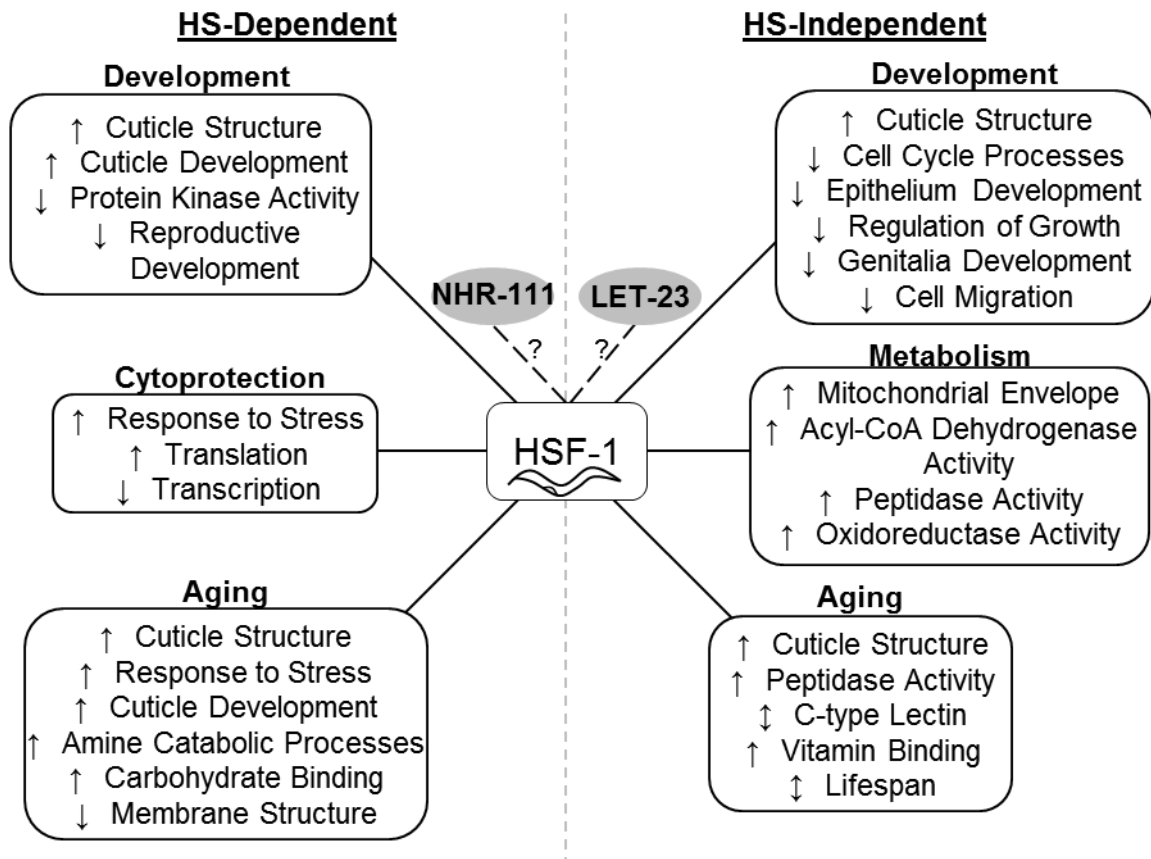 HS-Dependent
Development
↑ Cuticle Structure
↑ Cuticle Development
↓ Protein Kinase Activity
↓ Reproductive
Development
Cytoprotection
↑ Response to Stress
↑ Translation
↓ Transcription
Aging
↑ Cuticle Structure
↑ Response to Stress
↑ Cuticle Development
↑ Amine Catabolic Processes
↑ Carbohydrate Binding
↓ Membrane Structure
NHR-111
?
LET-23
?
HSF-1
HS-Independent
Development
↑ Cuticle Structure
↓ Cell Cycle Processes
↓ Epithelium Development
↓ Regulation of Growth
↓ Genitalia Development
↓ Cell Migration
Metabolism
↑ Mitochondrial Envelope
↑ Acyl-CoA Dehydrogenase
Activity
↑ Peptidase Activity
↑ Oxidoreductase Activity
Aging
↑ Cuticle Structure
↑ Peptidase Activity
↕ C-type Lectin
↑ Vitamin Binding
↕ Lifespan